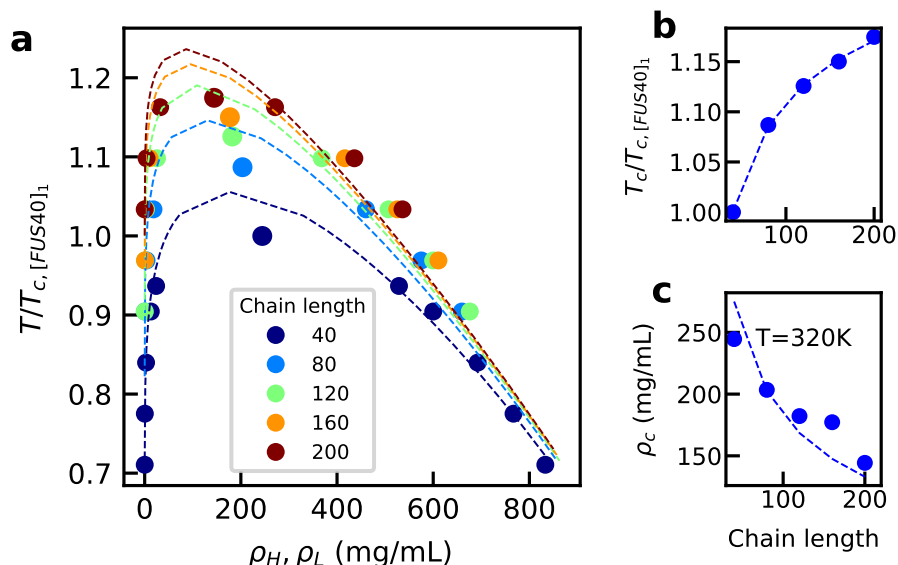 a
T/T_{c,[FUS40]_1}
1.2
1.1
1.0
0.9
0.8
0.7
Chain length
40
80
120
160
200
0 200 400 600 800
ρ_H, ρ_L (mg/mL)
b
T_c/T_{c,[FUS40]_1}
1.15
1.10
1.05
1.00
100 200
c
ρ_c (mg/mL)
250
200
150
T=320K
100 200
Chain length